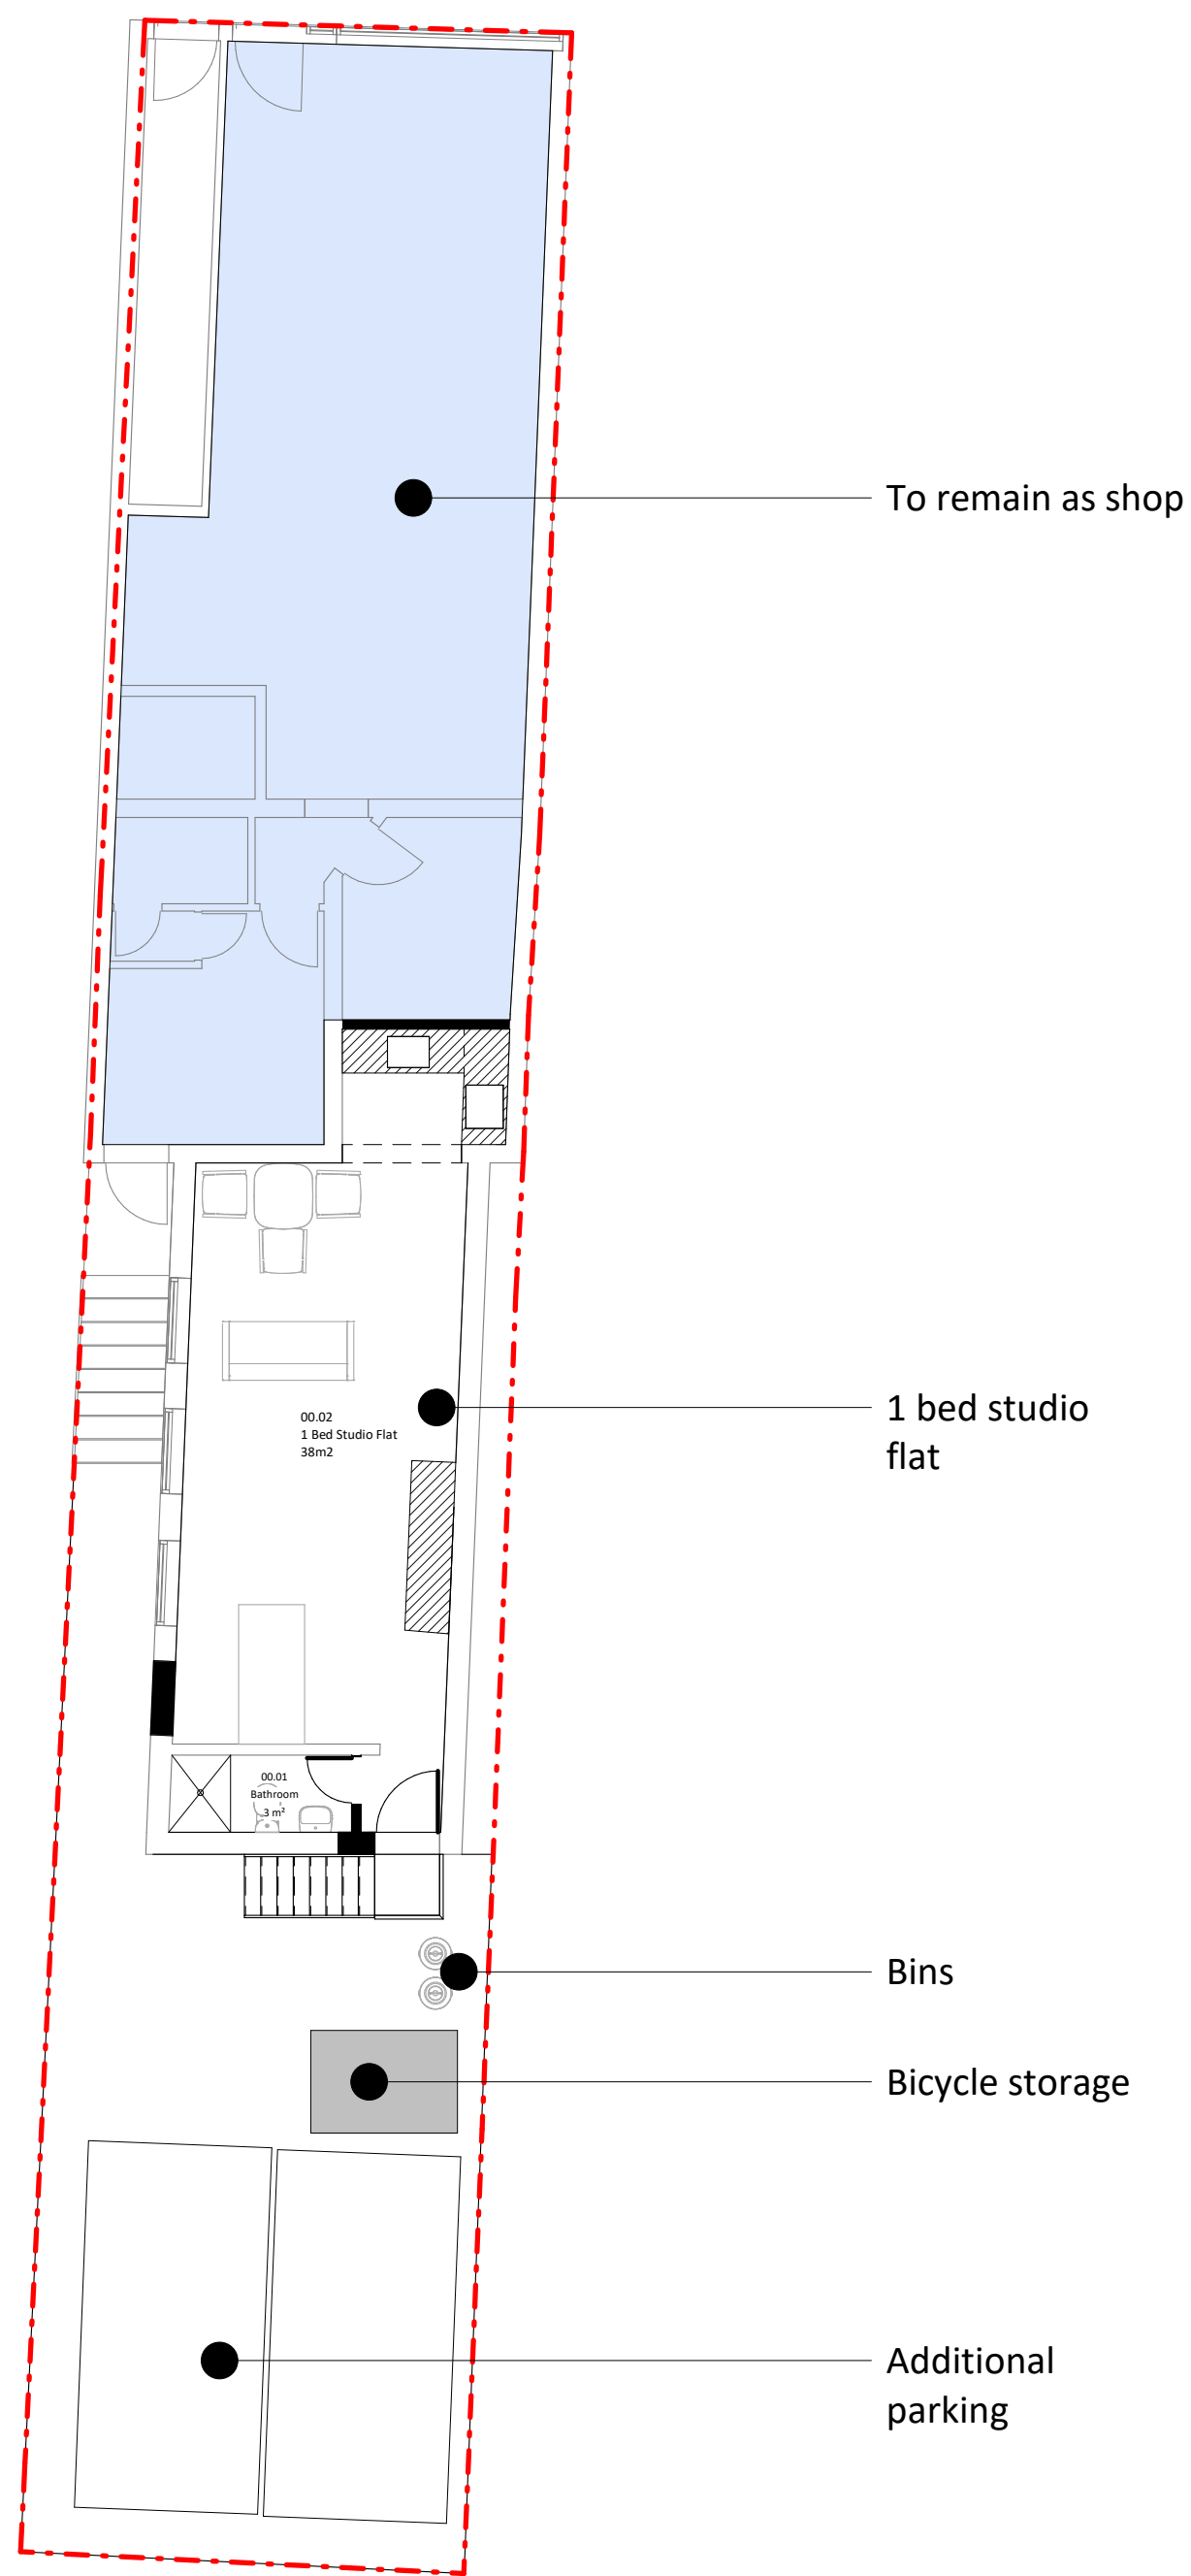 To remain as shop
1 bed studio
flat
00.02
1 Bed Studio Flat
38m2
00.01
Bathroom
3 m²
Bins
Bicycle storage
Additional
parking